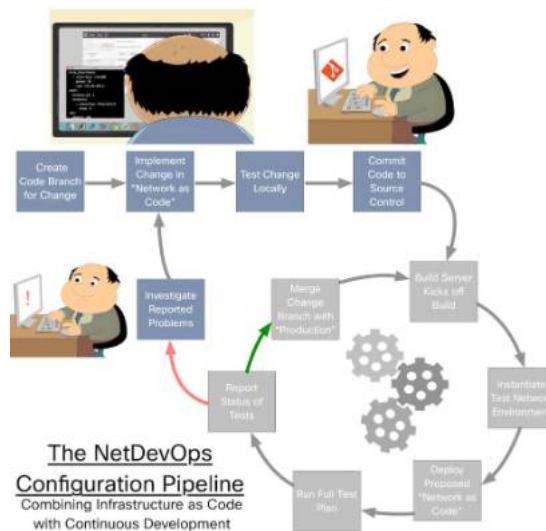 Create
Code Branch
for Change
Implement
Change in
"Network as
Code"
Test Change
Locally
Commit
Code to
Source
Control
Build Server
Kicks off
Build
Instantiate
Test Network
Environment
Deploy
Proposed
"Network as
Code"
Run Full Test
Plan
Report
Status of
Tests
Merge
Change
Branch with
"Production"
Investigate
Reported
Problems
!
The NetDevOps
Configuration Pipeline
Combining Infrastructure as Code
with Continuous Development